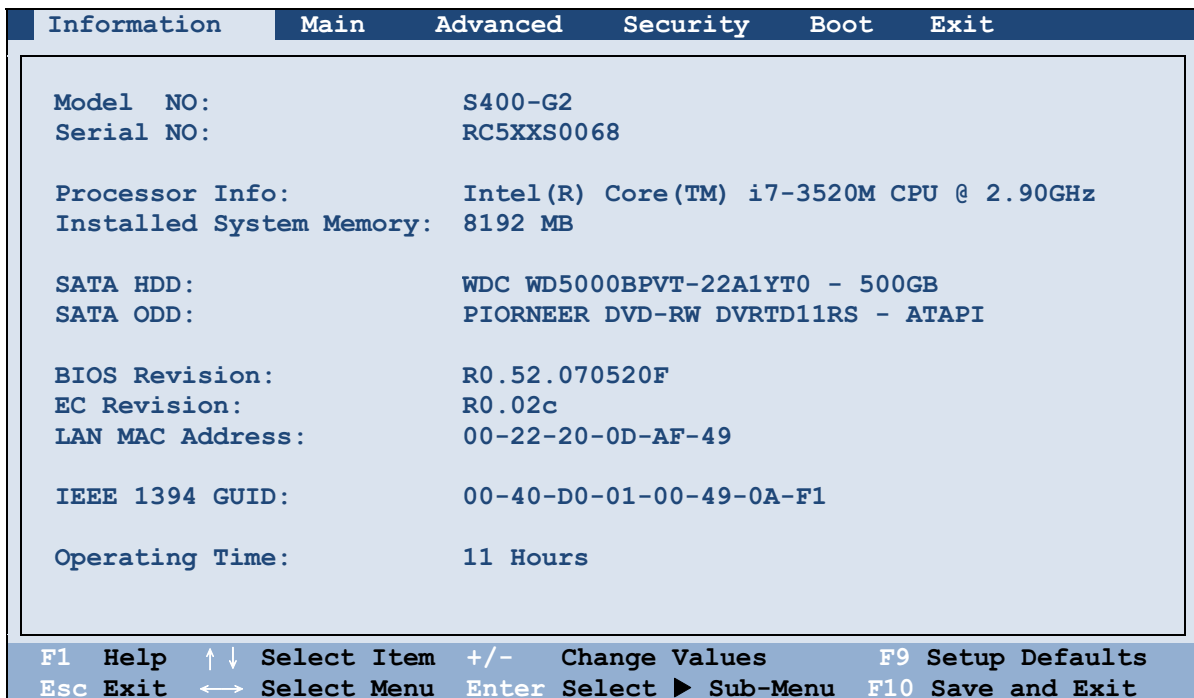 Information Main Advanced Security Boot Exit
Model NO: S400-G2
Serial NO: RC5XXS0068
Processor Info: Intel(R) Core(TM) i7-3520M CPU @ 2.90GHz
Installed System Memory: 8192 MB
SATA HDD: WDC WD5000BPVT-22A1YT0 - 500GB
SATA ODD: PIORNEER DVD-RW DVRTD11RS - ATAPI
BIOS Revision: R0.52.070520F
EC Revision: R0.02c
LAN MAC Address: 00-22-20-0D-AF-49
IEEE 1394 GUID: 00-40-D0-01-00-49-0A-F1
Operating Time: 11 Hours
F1 Help ↑↓ Select Item +/- Change Values F9 Setup Defaults
Esc Exit ←→ Select Menu Enter Select ▶ Sub-Menu F10 Save and Exit